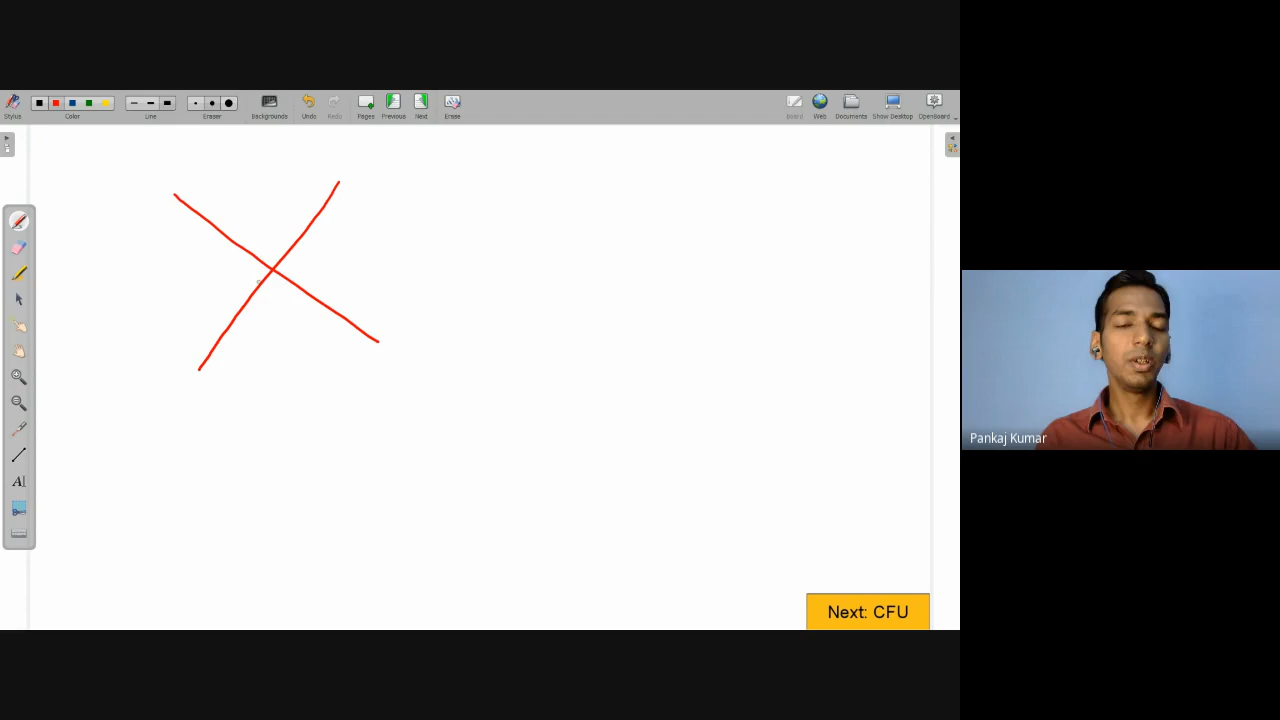 Stylus Color Line Eraser Backgrounds Undo Redo Pages Previous Next Erase Board Web Documents Show Desktop OpenBoard
A
Pankaj Kumar
Next: CFU